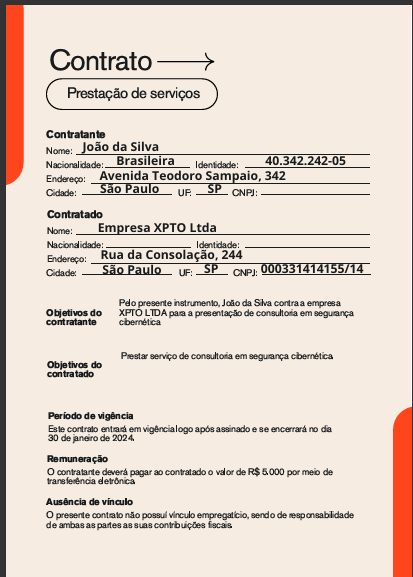 Contrato
Prestação de serviços
Contratante
Nome: João da Silva
Nacionalidade: Brasileira Identidade: 40.342.242-05
Endereço: Avenida Teodoro Sampaio, 342
Cidade: São Paulo UF: SP CNPJ:
Contratado
Nome: Empresa XPTO Ltda
Nacionalidade: Identidade:
Endereço: Rua da Consolação, 244
Cidade: São Paulo UF: SP CNPJ: 000331414155/14
Objetivos do
contratante
Pelo presente instrumento, João da Silva contra a empresa
XPTO LTDA para a presentação de consultoria em segurança
cibernética
Objetivos do
contratado
Prestar serviço de consultoria em segurança cibernética.
Período de vigência
Este contrato entrará em vigência logo após assinado e se encerrará no dia
30 de janeiro de 2024.
Remuneração
O contratante deverá pagar ao contratado o valor de R$ 5.000 por meio de
transferência eletrônica.
Ausência de vínculo
O presente contrato não possuí vínculo empregatício, sendo de responsabilidade
de ambas as partes as suas contribuições fiscais.